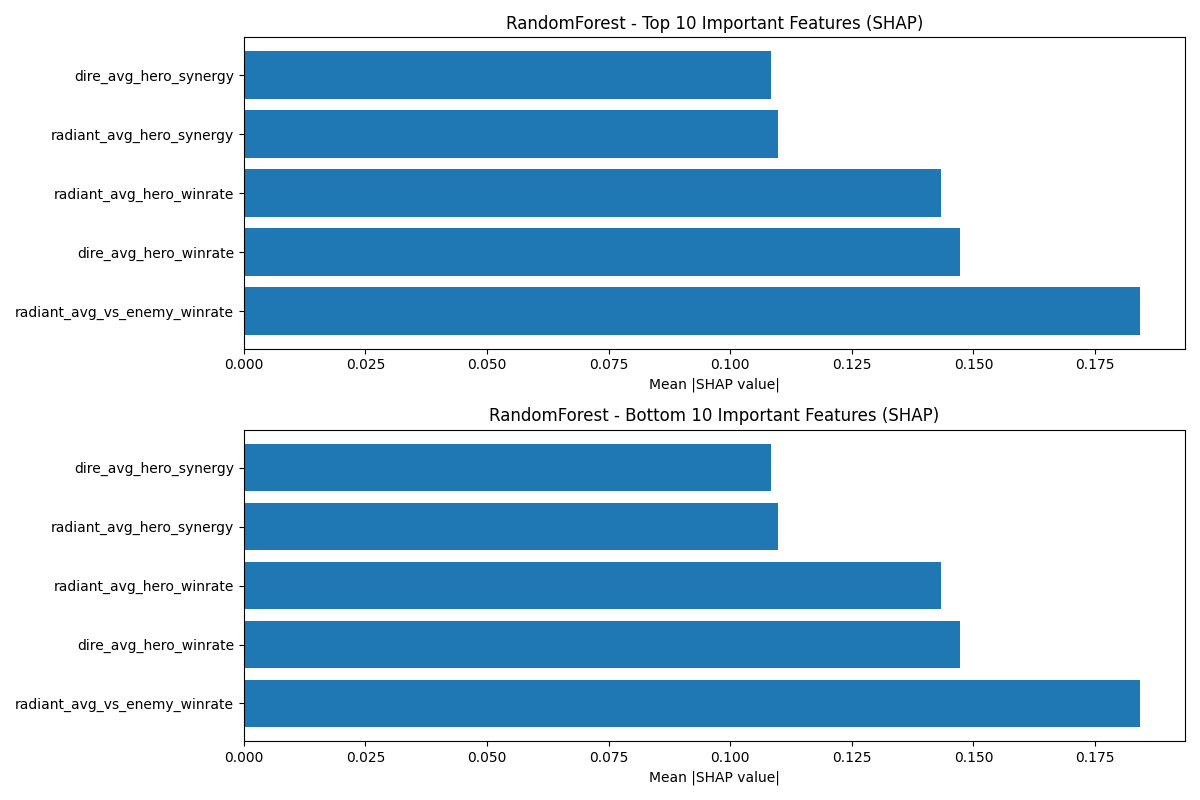 RandomForest - Top 10 Important Features (SHAP)
dire_avg_hero_synergy
radiant_avg_hero_synergy
radiant_avg_hero_winrate
dire_avg_hero_winrate
radiant_avg_vs_enemy_winrate
0.000 0.025 0.050 0.075 0.100 0.125 0.150 0.175
Mean |SHAP value|
RandomForest - Bottom 10 Important Features (SHAP)
dire_avg_hero_synergy
radiant_avg_hero_synergy
radiant_avg_hero_winrate
dire_avg_hero_winrate
radiant_avg_vs_enemy_winrate
0.000 0.025 0.050 0.075 0.100 0.125 0.150 0.175
Mean |SHAP value|